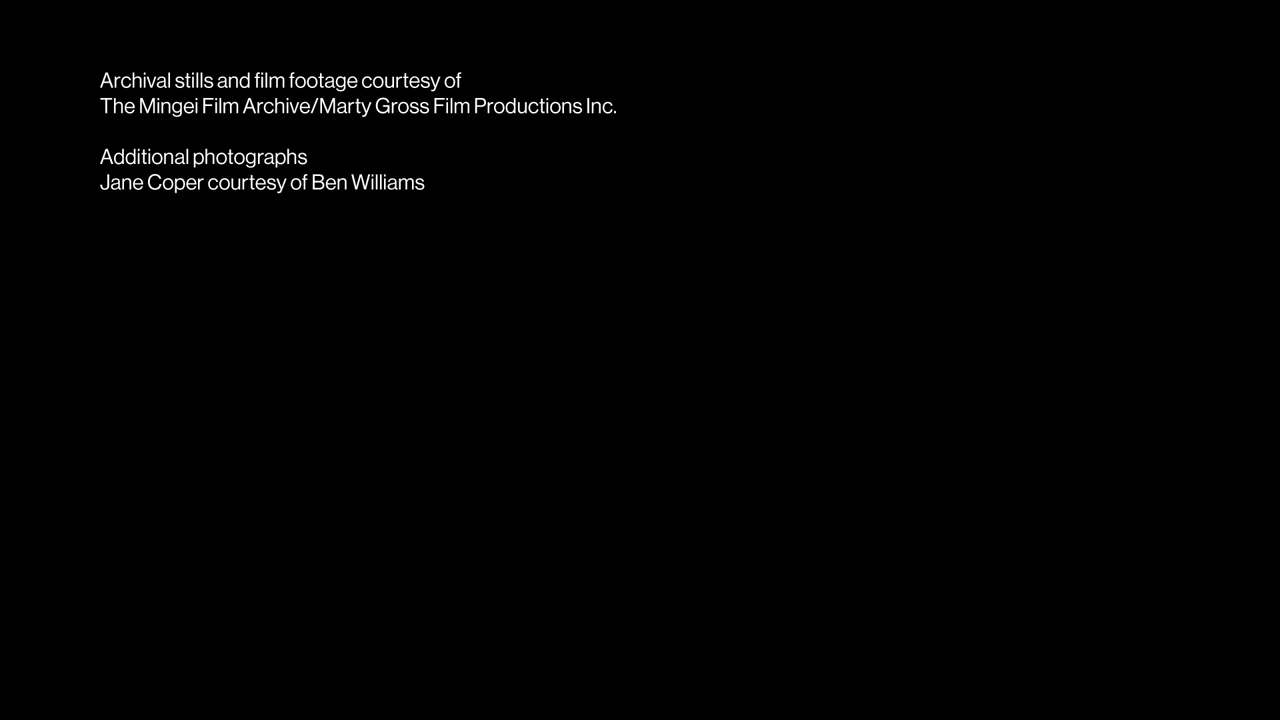 Archival stills and film footage courtesy of
The Mingei Film Archive/Marty Gross Film Productions Inc.
Additional photographs
Jane Coper courtesy of Ben Williams